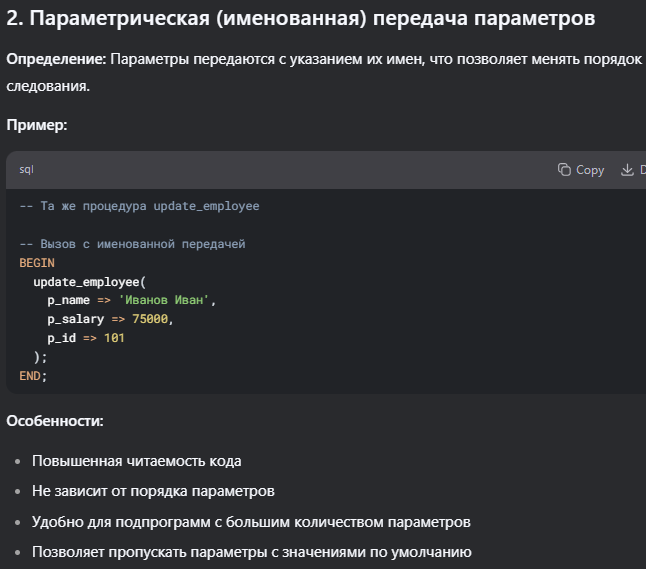 2. Параметрическая (именованная) передача параметров
Определение: Параметры передаются с указанием их имен, что позволяет менять порядок
следования.
Пример:
sql
Copy
D
-- Та же процедура update_employee
-- Вызов с именованной передачей
BEGIN
  update_employee(
    p_name => 'Иванов Иван',
    p_salary => 75000,
    p_id => 101
  );
END;
Особенности:
• Повышенная читаемость кода
• Не зависит от порядка параметров
• Удобно для подпрограмм с большим количеством параметров
• Позволяет пропускать параметры с значениями по умолчанию